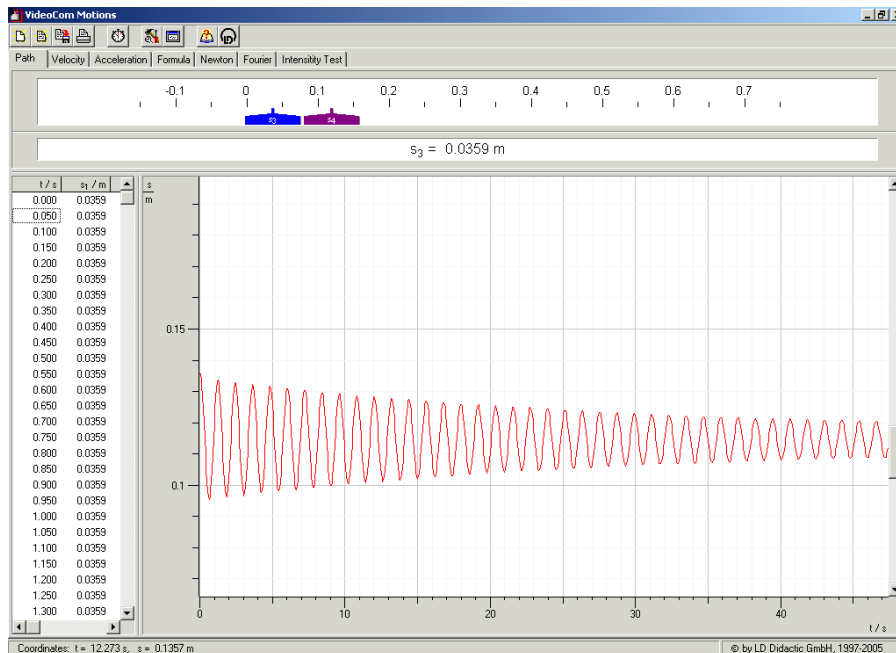 VideoCom Motions
Path Velocity Acceleration Formula Newton Fourier Intensitity Test
-0.1 0 0.1 0.2 0.3 0.4 0.5 0.6 0.7
s3 s4
s3 = 0.0359 m
t / s s1 / m
0.000 0.0359
0.050 0.0359
0.100 0.0359
0.150 0.0359
0.200 0.0359
0.250 0.0359
0.300 0.0359
0.350 0.0359
0.400 0.0359
0.450 0.0359
0.500 0.0359
0.550 0.0359
0.600 0.0359
0.650 0.0359
0.700 0.0359
0.750 0.0359
0.800 0.0359
0.850 0.0359
0.900 0.0359
0.950 0.0359
1.000 0.0359
1.050 0.0359
1.100 0.0359
1.150 0.0359
1.200 0.0359
1.250 0.0359
1.300 0.0359
s
m
0.15
0.1
0 10 20 30 40
t / s
Coordinates: t = 12.273 s, s = 0.1357 m
© by LD Didactic GmbH, 1997-2005